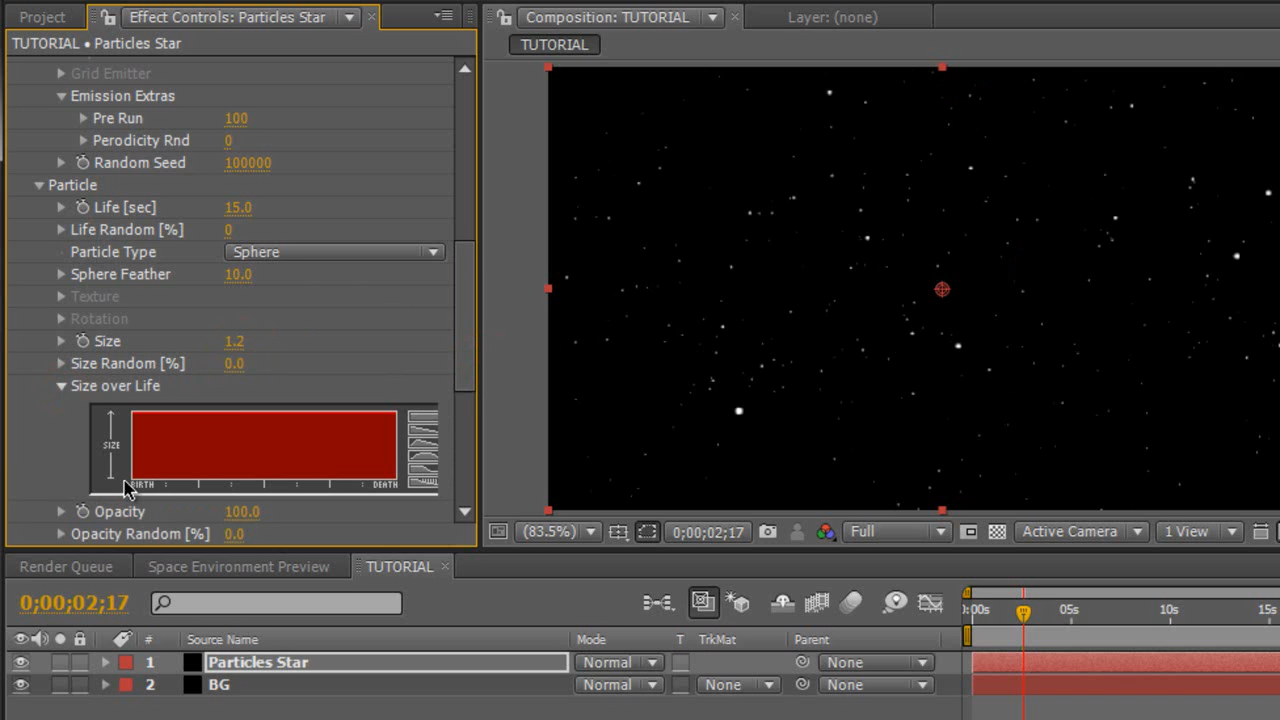 Project
Effect Controls: Particles Star
Composition: TUTORIAL
Layer: (none)
TUTORIAL • Particles Star
TUTORIAL
Grid Emitter
Emission Extras
Pre Run 100
Perodicity Rnd 0
Random Seed 100000
Particle
Life [sec] 15.0
Life Random [%] 0
Particle Type Sphere
Sphere Feather 10.0
Texture
Rotation
Size 1.2
Size Random [%] 0.0
Size over Life
SIZE
BIRTH DEATH
Opacity 100.0
Opacity Random [%] 0.0
(83.5%) 0;00;02;17 Full Active Camera 1 View
Render Queue Space Environment Preview TUTORIAL
0;00;02;17
:00s 05s 10s 15s
# Source Name Mode T TrkMat Parent
1 Particles Star Normal None
2 BG Normal None None